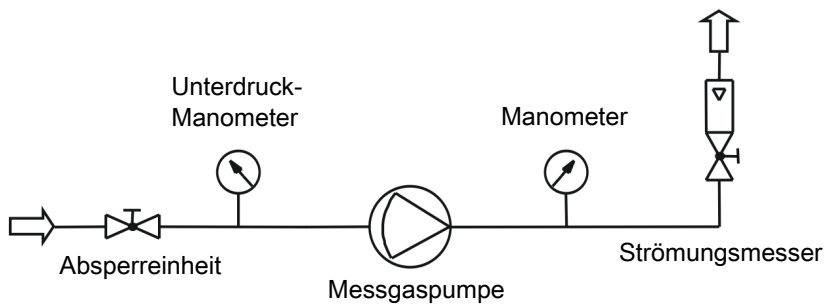 Unterdruck-
Manometer
Manometer
Absperreinheit
Messgaspumpe
Strömungsmesser